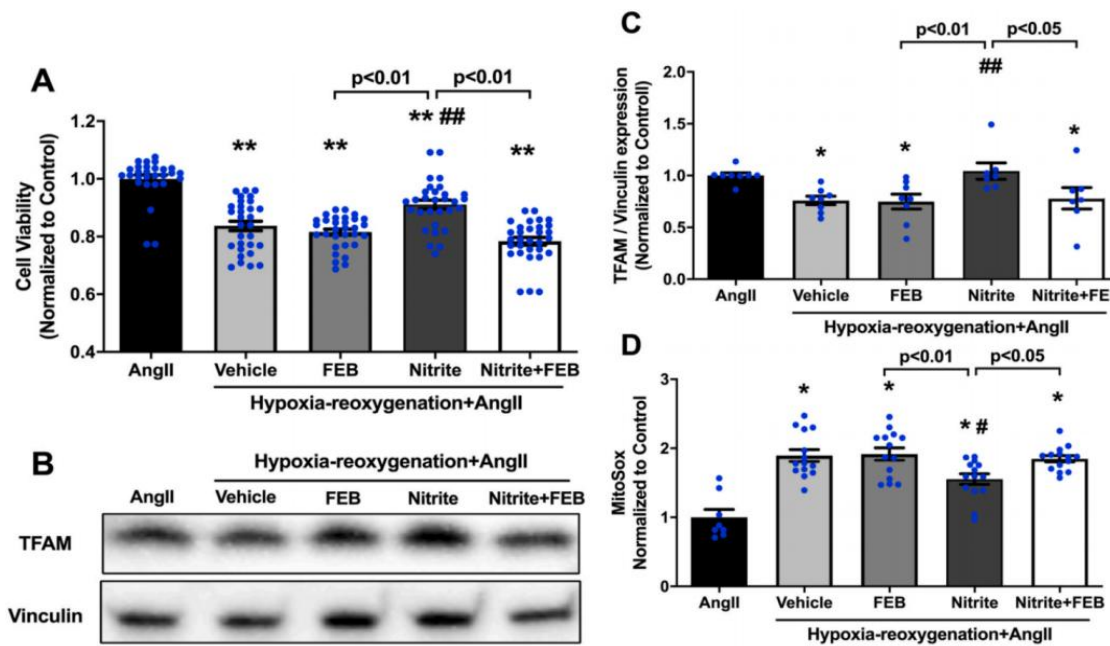 A
p<0.01
p<0.01
** ##
**
**
**
1.2
1.0
0.8
0.6
0.4
Cell Viability
(Normalized to Control)
AngII
Vehicle
FEB
Nitrite
Nitrite+FEB
Hypoxia-reoxygenation+AngII
B
Hypoxia-reoxygenation+AngII
AngII
Vehicle
FEB
Nitrite
Nitrite+FEB
TFAM
Vinculin
C
p<0.01
p<0.05
##
*
*
*
2.0
1.5
1.0
0.5
0.0
TFAM / Vinculin expression
(Normalized to Controll)
AngII
Vehicle
FEB
Nitrite
Nitrite+FE
Hypoxia-reoxygenation+AngII
D
p<0.01
p<0.05
*
*
* #
*
3
2
1
0
MitoSox
Normalized to Control
AngII
Vehicle
FEB
Nitrite
Nitrite+FEB
Hypoxia-reoxygenation+AngII